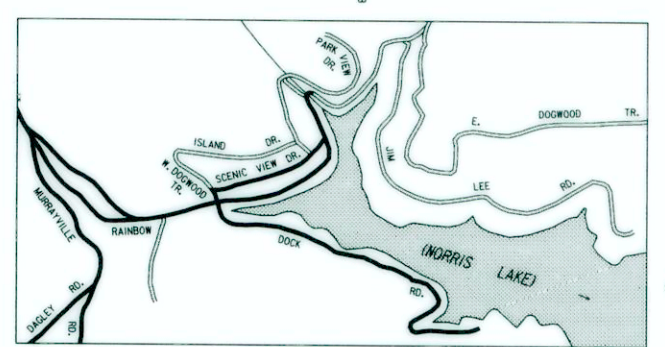 PARK VIEW
DR.
E. DOGWOOD TR.
ISLAND DR.
W. DOGWOOD
TR.
SCENIC VIEW DR.
JIM LEE RD.
MURRAYVILLE RD.
RAINBOW DOCK RD.
(NORRIS LAKE)
DAGLEY RD.